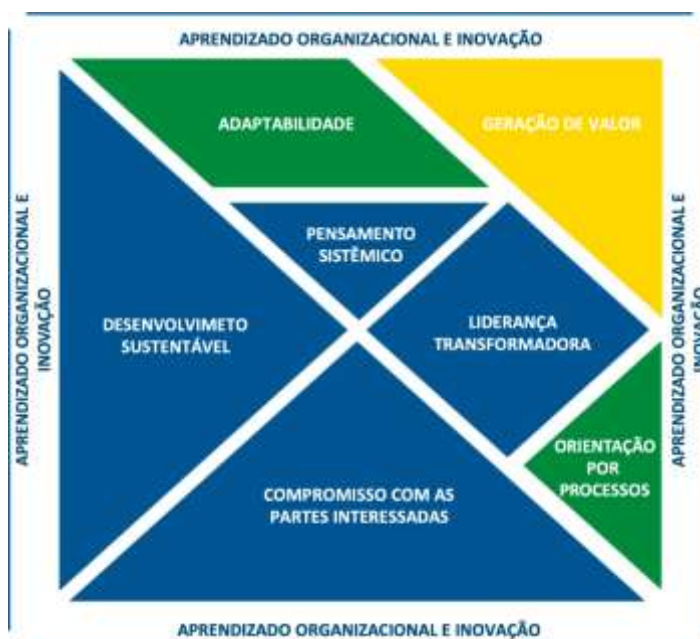 APRENDIZADO ORGANIZACIONAL E INOVAÇÃO
ADAPTABILIDADE
GERAÇÃO DE VALOR
PENSAMENTO
SISTÊMICO
APRENDIZADO ORGANIZACIONAL E
INOVAÇÃO
DESENVOLVIMETO
SUSTENTÁVEL
LIDERANÇA
TRANSFORMADORA
APRENDIZADO ORGANIZACIONAL E
INOVAÇÃO
ORIENTAÇÃO
POR
PROCESSOS
COMPROMISSO COM AS
PARTES INTERESSADAS
APRENDIZADO ORGANIZACIONAL E INOVAÇÃO